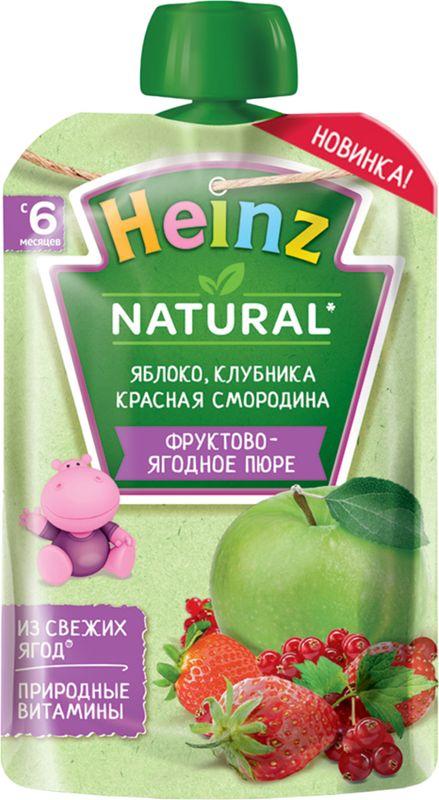 НОВИНКА!
с 6
месяцев
Heinz
NATURAL*
ЯБЛОКО, КЛУБНИКА
КРАСНАЯ СМОРОДИНА
ФРУКТОВО-
ЯГОДНОЕ ПЮРЕ
ИЗ СВЕЖИХ
ЯГОД*
ПРИРОДНЫЕ
ВИТАМИНЫ